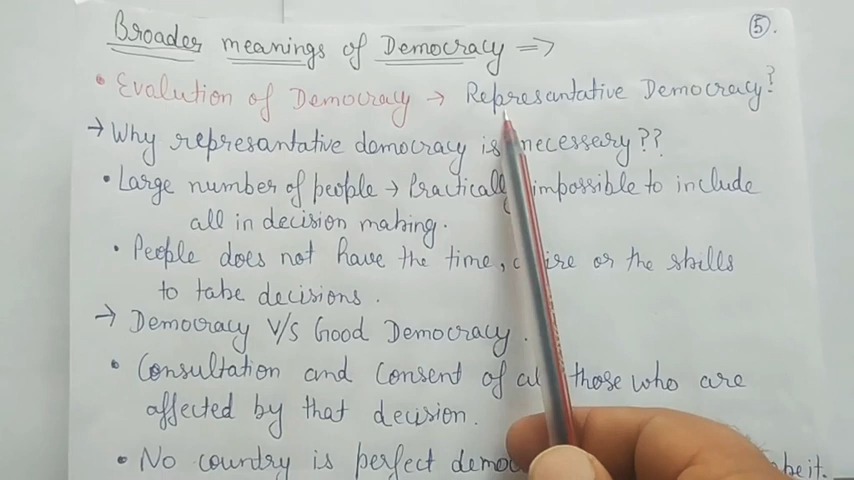 5.
Broader meanings of Democracy =>
• Evalution of Democracy → Represantative Democracy?
→ Why represantative democracy is necessary??
• Large number of people → Practically impossible to include
all in decision making.
• People does not have the time, or the skills
to take decisions.
→ Democracy V/S Good Democracy.
• Consultation and Consent of those who are
affected by that decision.
• No country is perfect